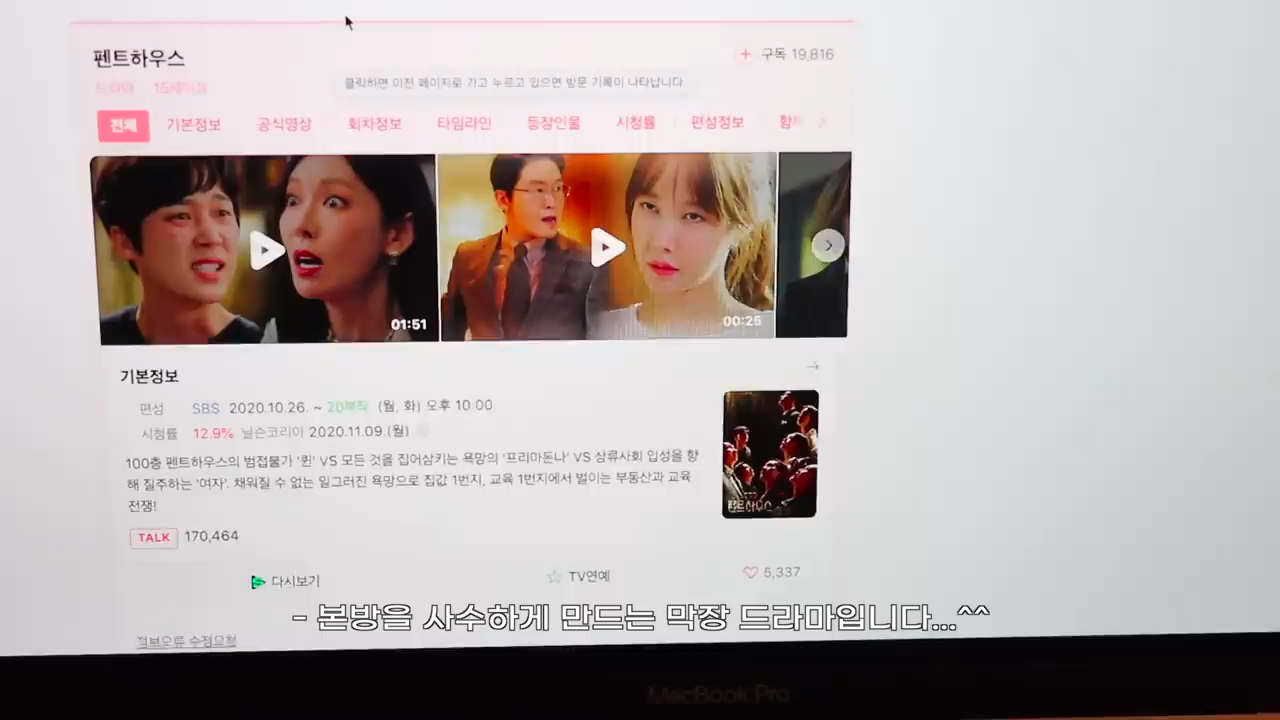 펜트하우스
+ 구독 19,816
드라마 15세이상
클릭하면 이전 페이지로 가고 누르고 있으면 방문 기록이 나타납니다
전체 기본정보 공식영상 회차정보 타임라인 등장인물 시청률 편성정보
01:51
00:25
기본정보
편성 SBS 2020.10.26. ~ 20부작 (월, 화) 오후 10:00
시청률 12.9% 닐슨코리아 2020.11.09.(월)
100층 펜트하우스의 범접불가 '퀸' VS 모든 것을 집어삼키는 욕망의 '프리마돈나' VS 상류사회 입성을 향
해 질주하는 '여자'. 채워질 수 없는 일그러진 욕망으로 집값 1번지, 교육 1번지에서 벌이는 부동산과 교육
전쟁!
펜트하우스
TALK 170,464
다시보기 TV연예 5,337
- 본방을 사수하게 만드는 막장 드라마입니다...^^
정보오류 수정요청
MacBook Pro